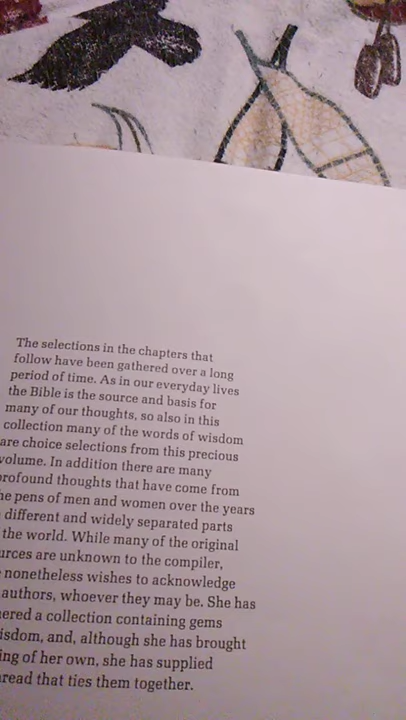 The selections in the chapters that
follow have been gathered over a long
period of time. As in our everyday lives
the Bible is the source and basis for
many of our thoughts, so also in this
collection many of the words of wisdom
are choice selections from this precious
volume. In addition there are many
profound thoughts that have come from
he pens of men and women over the years
different and widely separated parts
the world. While many of the original
urces are unknown to the compiler,
nonetheless wishes to acknowledge
authors, whoever they may be. She has
ered a collection containing gems
isdom, and, although she has brought
ing of her own, she has supplied
read that ties them together.